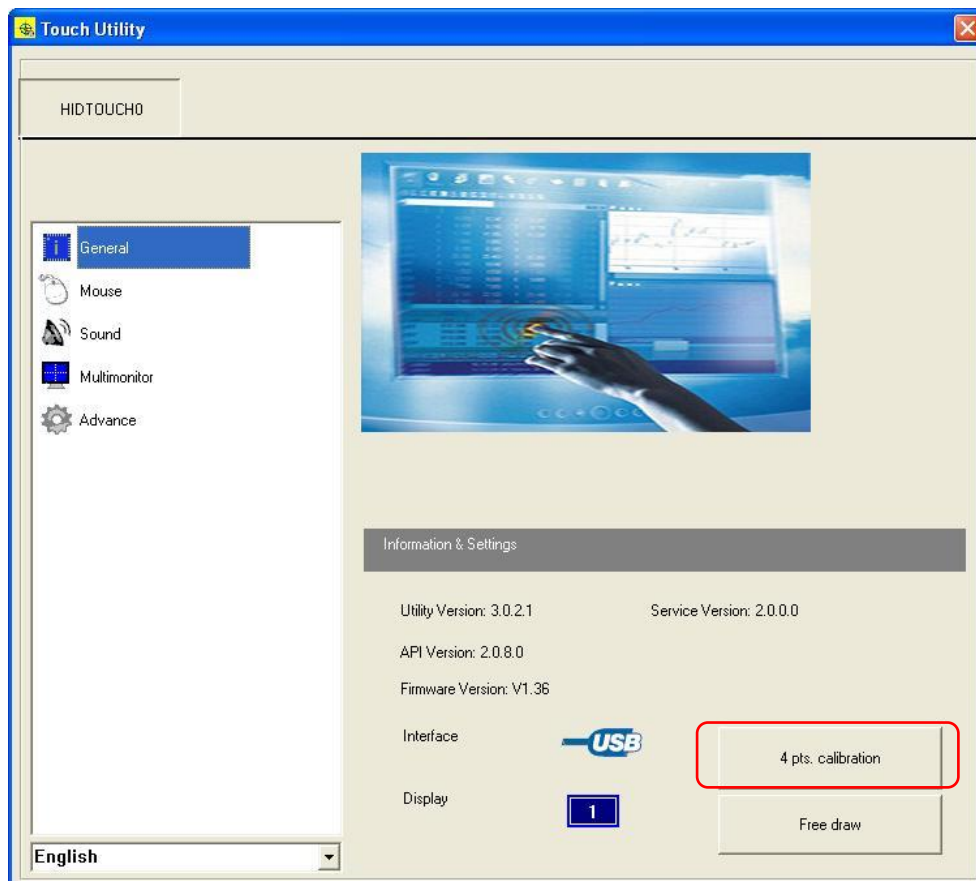 Touch Utility
HIDTOUCH0
General
Mouse
Sound
Multimonitor
Advance
Information & Settings
Utility Version: 3.0.2.1 Service Version: 2.0.0.0
API Version: 2.0.8.0
Firmware Version: V1.36
Interface
USB
4 pts. calibration
Display
1
Free draw
English